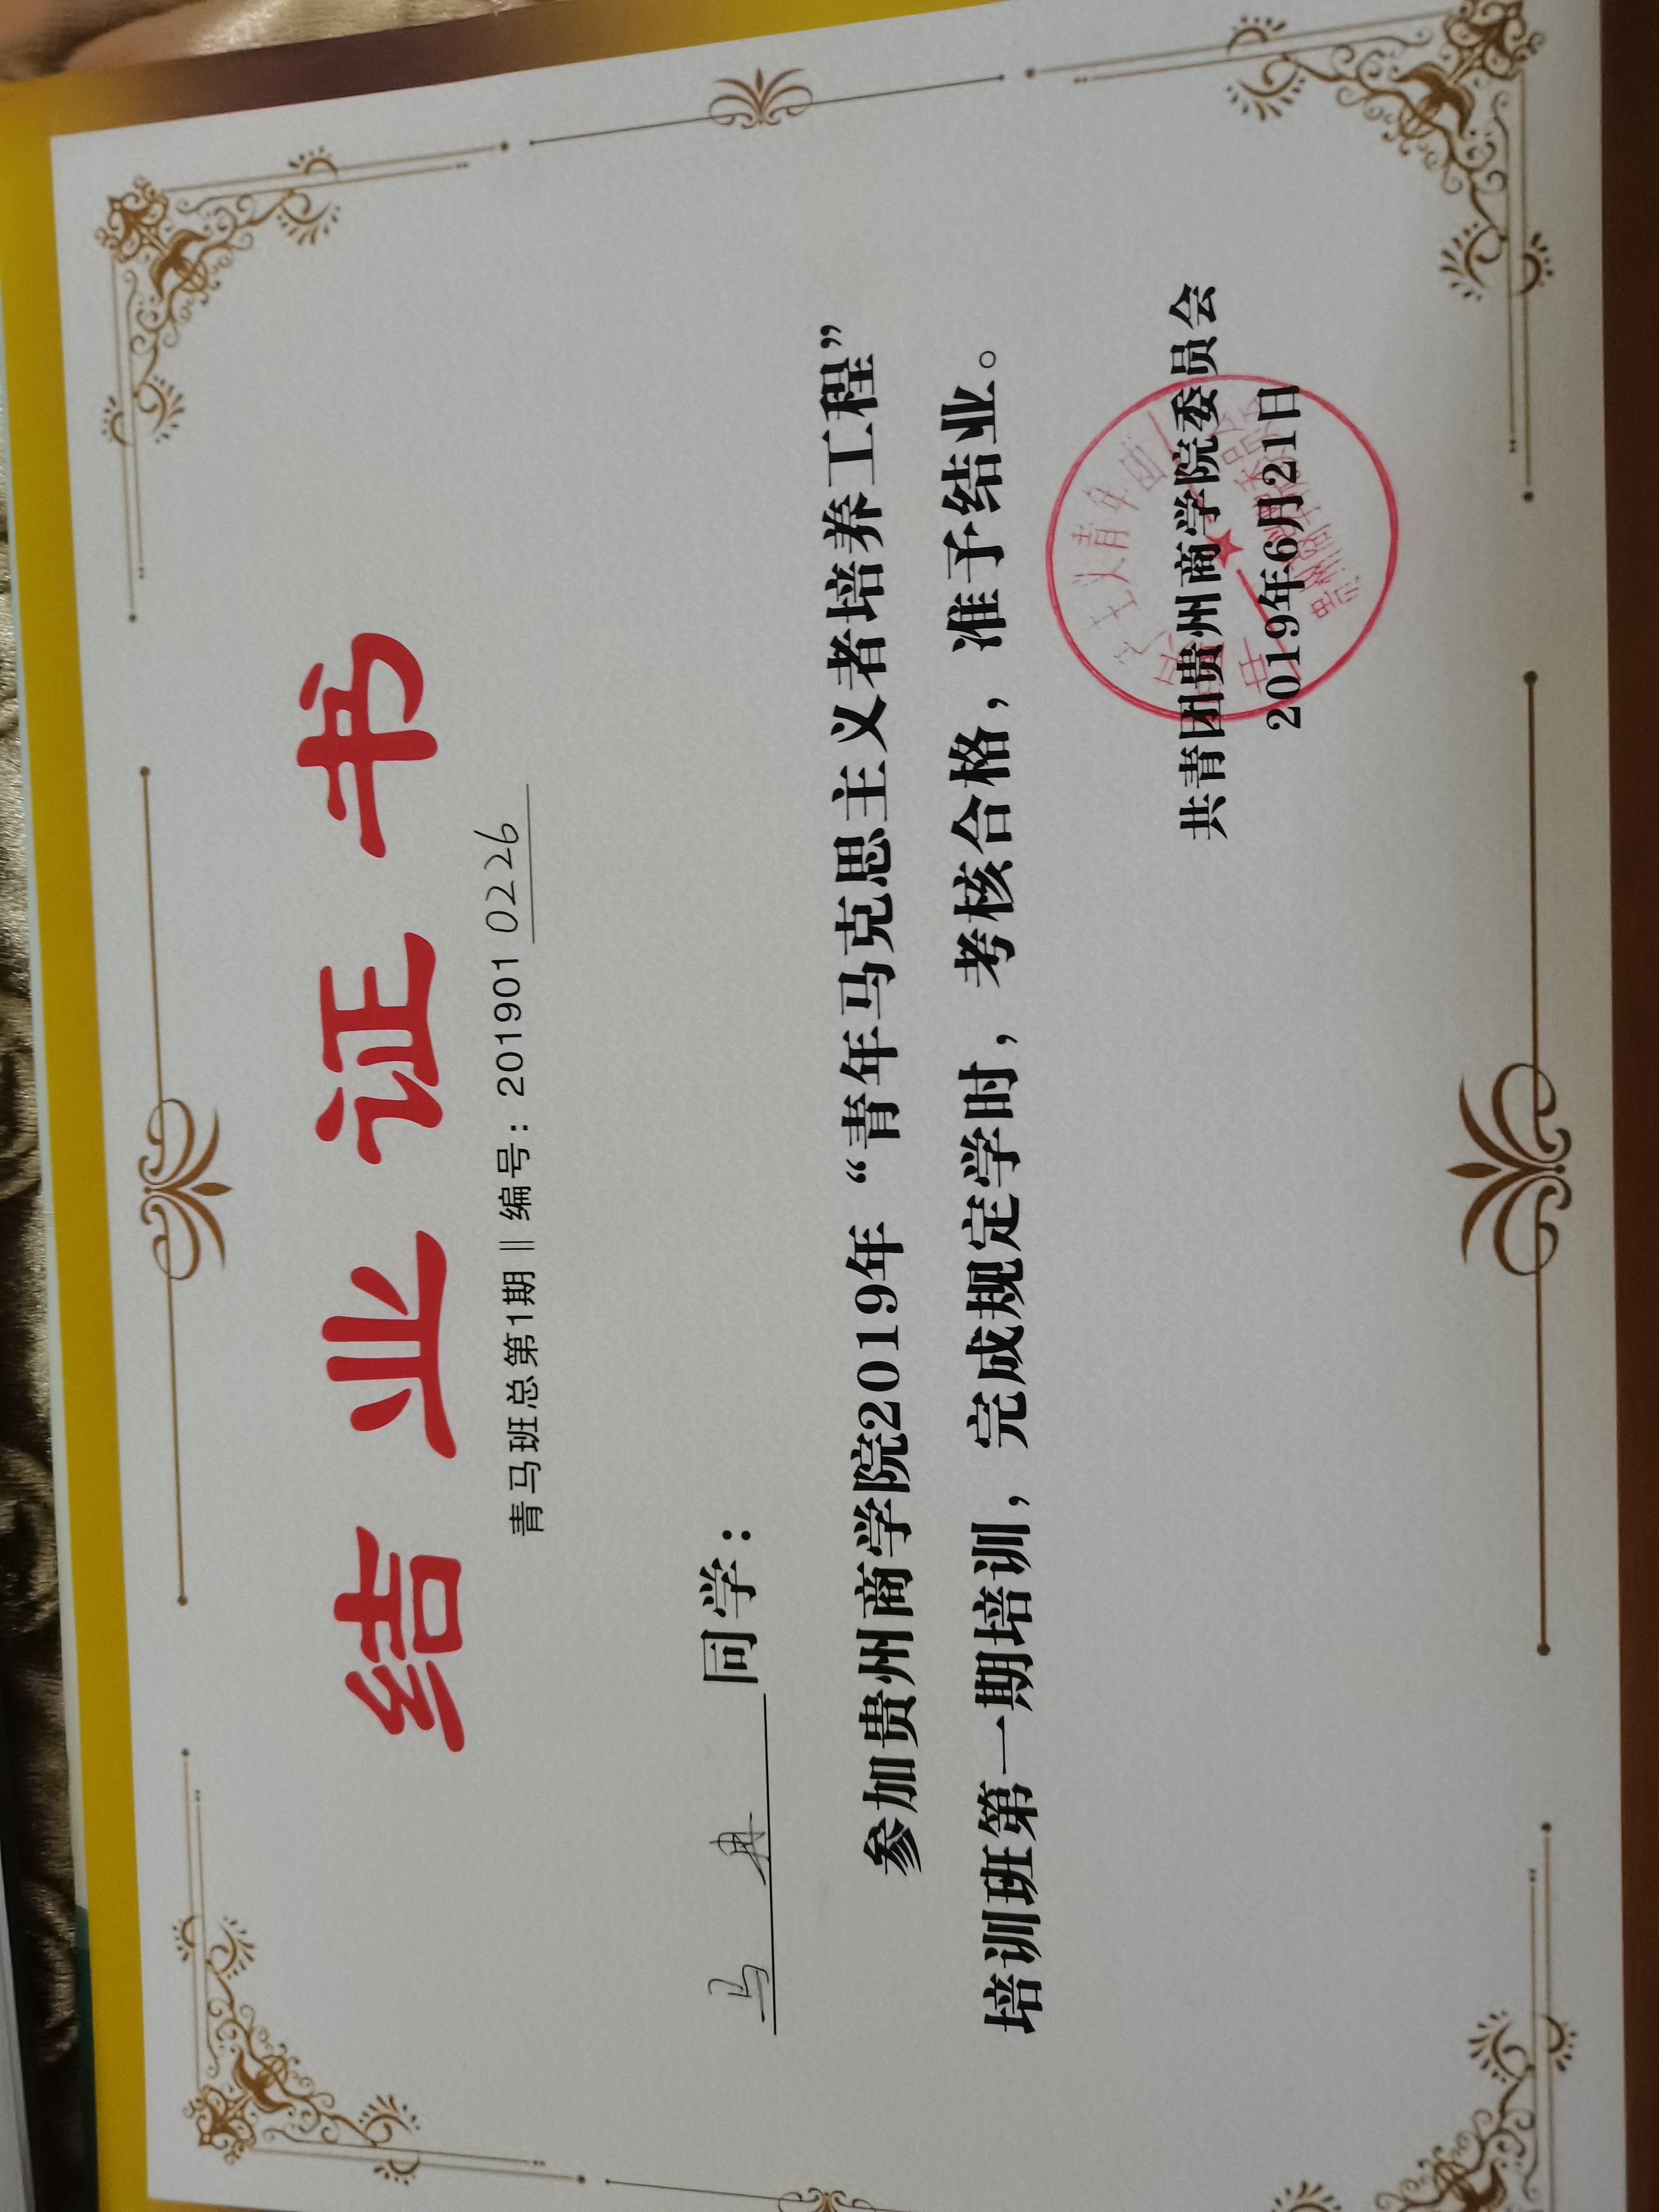 结业证书
青马班总第1期‖编号：2019010226
马冉 同学：
参加贵州商学院2019年“青年马克思主义者培养工程”
培训班第一期培训，完成规定学时，考核合格，准予结业。
共青团贵州商学院委员会
2019年6月21日